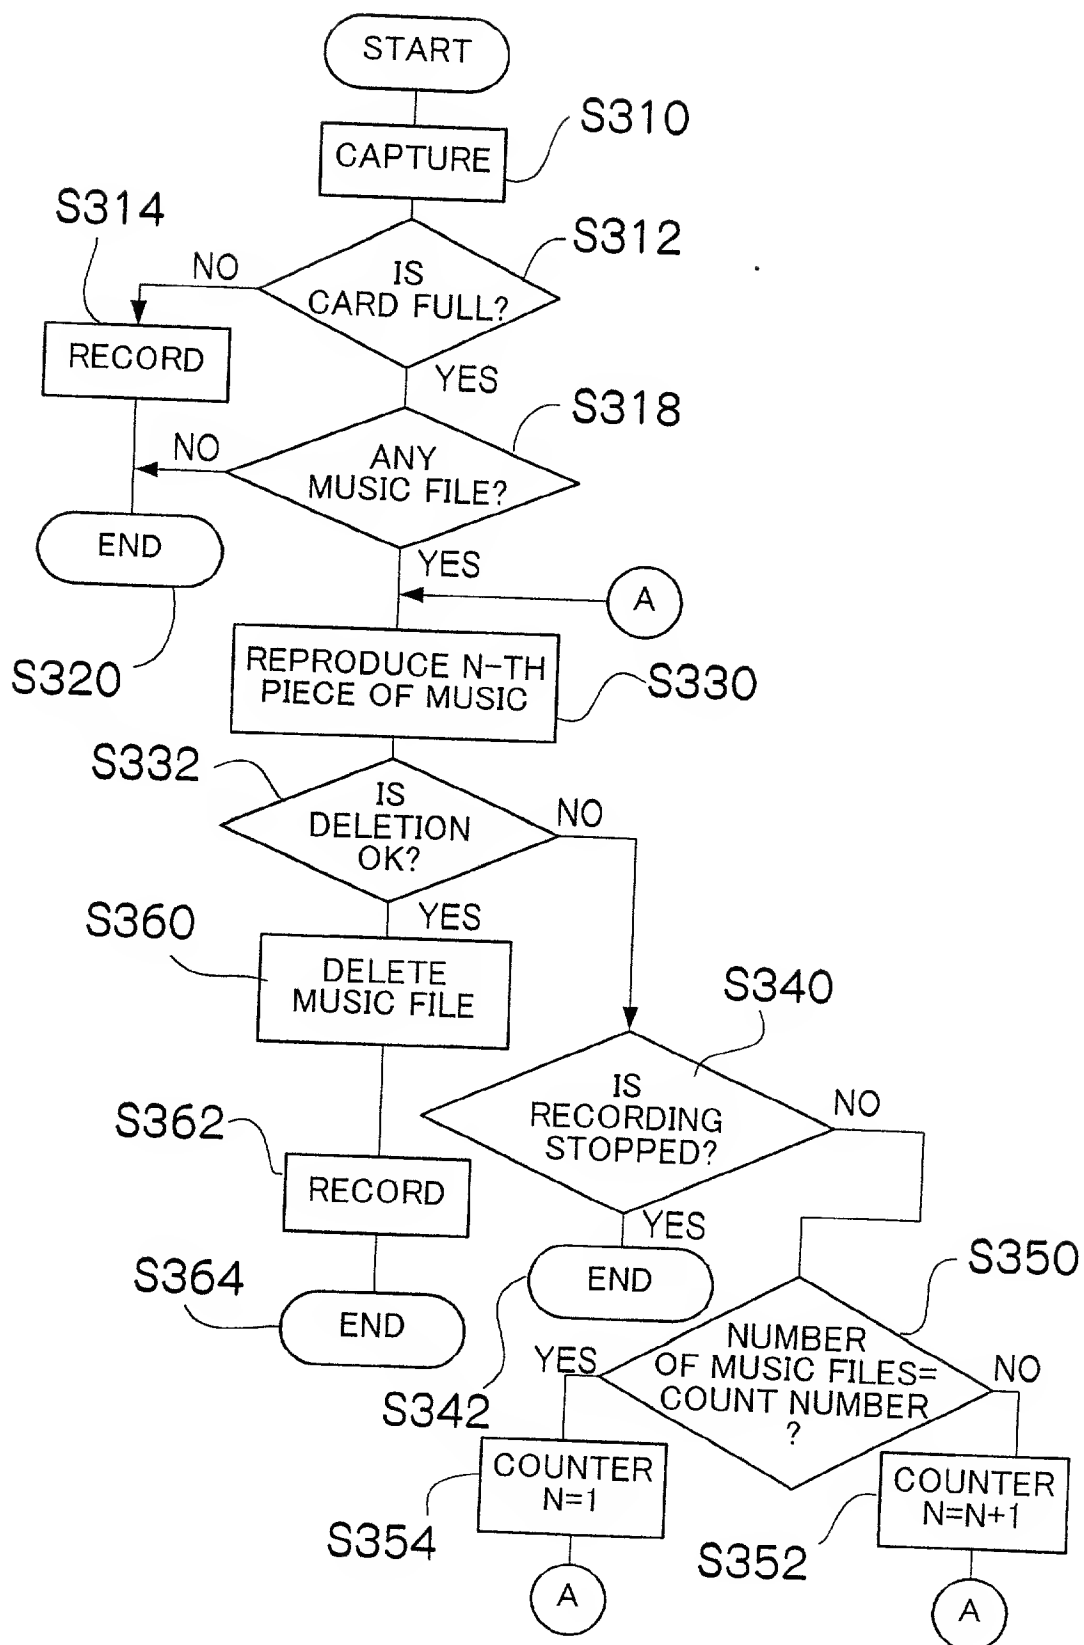 START
CAPTURE
S310
S314
S312
NO
IS
CARD FULL?
RECORD
YES
S318
NO
ANY
MUSIC FILE?
END
YES
A
S320
REPRODUCE N-TH
PIECE OF MUSIC
S330
S332
IS
DELETION
OK?
NO
YES
S360
DELETE
MUSIC FILE
S340
IS
RECORDING
STOPPED?
NO
S362
RECORD
YES
S364
END
END
S350
NUMBER
OF MUSIC FILES=
COUNT NUMBER
?
YES
NO
S342
COUNTER
N=1
COUNTER
N=N+1
S354
S352
A
A